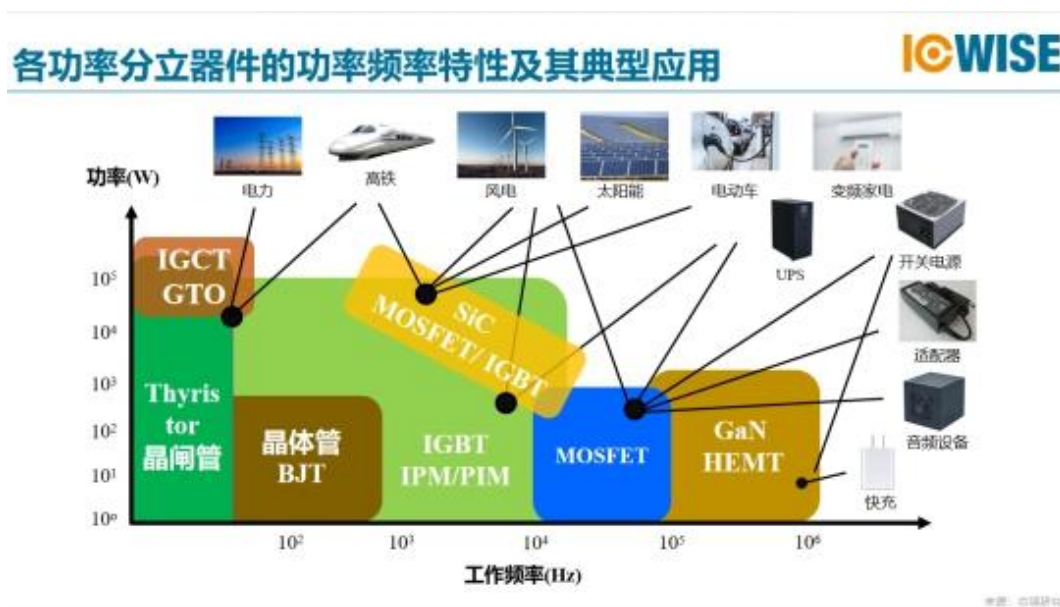 各功率分立器件的功率频率特性及其典型应用
ICWISE
功率(W)
电力
高铁
风电
太阳能
电动车
变频家电
UPS
开关电源
适配器
音频设备
快充
IGCT
GTO
SiC
MOSFET/ IGBT
Thyris
tor
晶闸管
晶体管
BJT
IGBT
IPM/PIM
MOSFET
GaN
HEMT
10⁵
10⁴
10³
10²
10¹
10⁰
10²
10³
10⁴
10⁵
10⁶
工作频率(Hz)